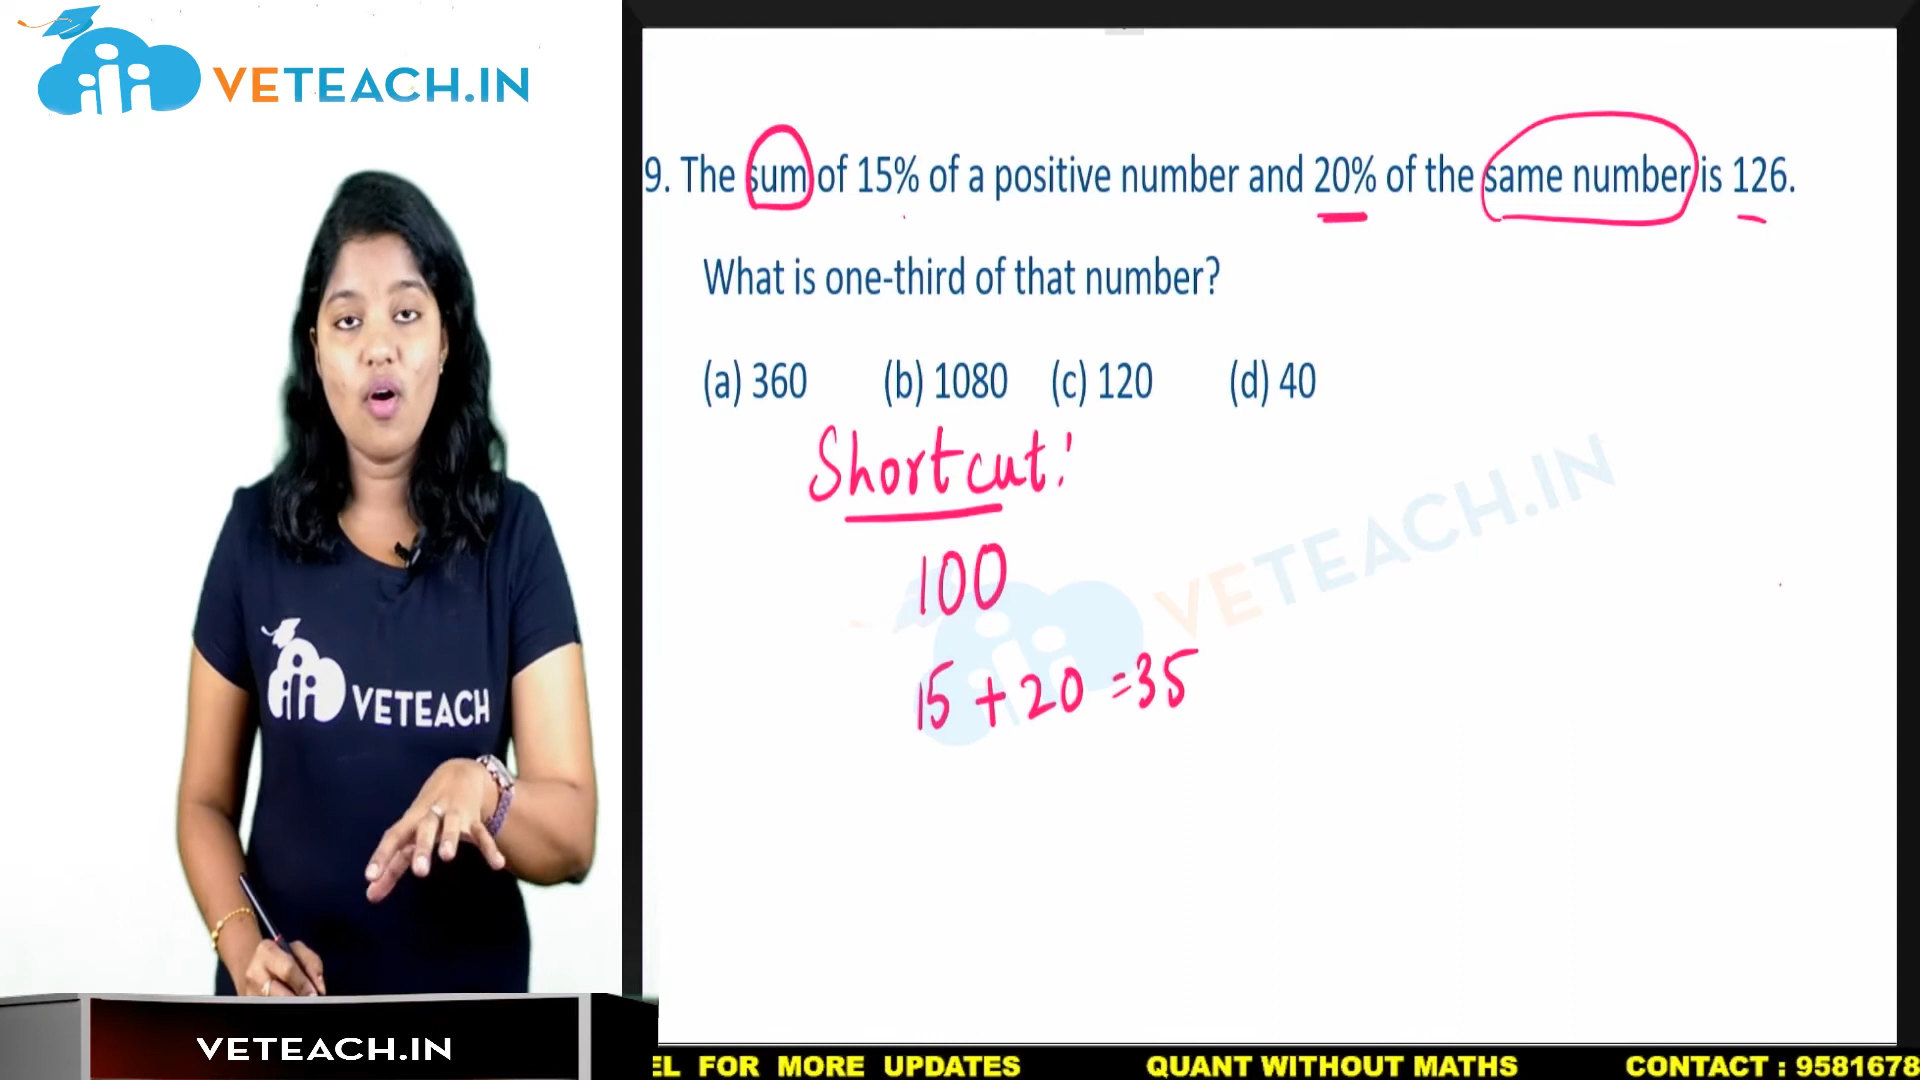 VETEACH.IN
9. The sum of 15% of a positive number and 20% of the same number is 126.
What is one-third of that number?
(a) 360 (b) 1080 (c) 120 (d) 40
Shortcut:
100
15 + 20 = 35
VETEACH.IN
VETEACH
VETEACH.IN
EL FOR MORE UPDATES QUANT WITHOUT MATHS CONTACT : 9581678